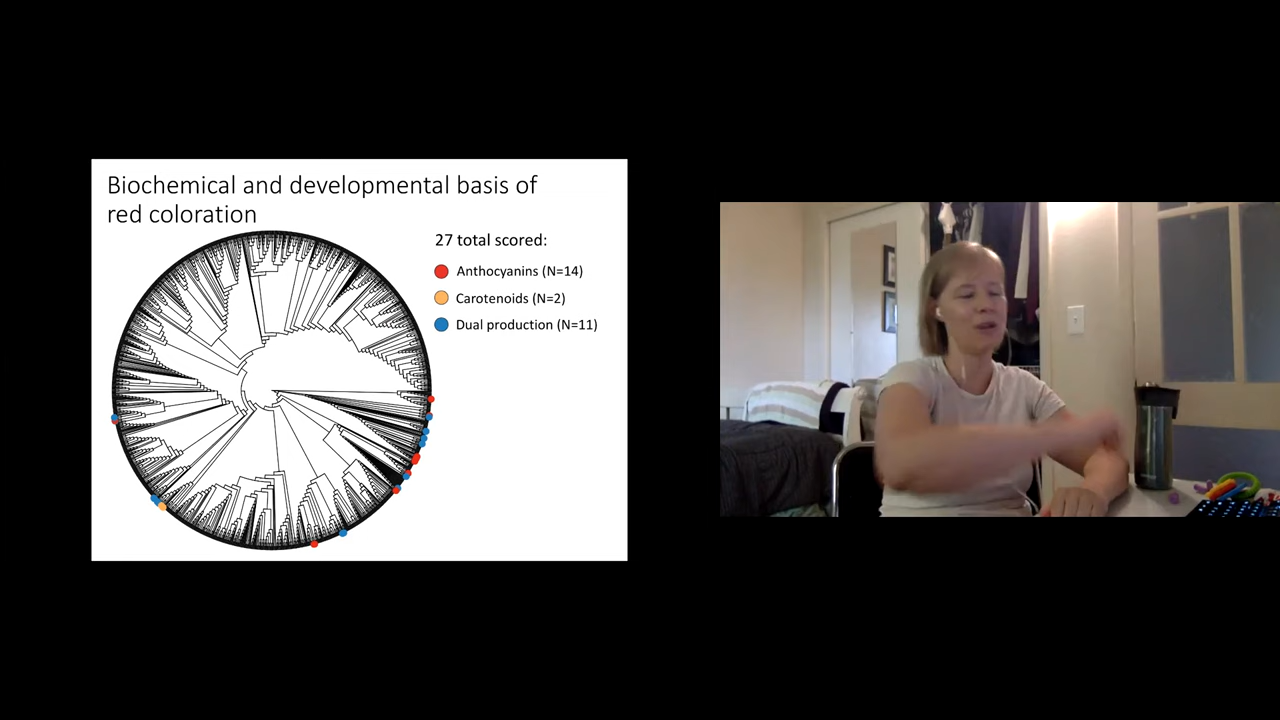 Biochemical and developmental basis of
red coloration
27 total scored:
Anthocyanins (N=14)
Carotenoids (N=2)
Dual production (N=11)